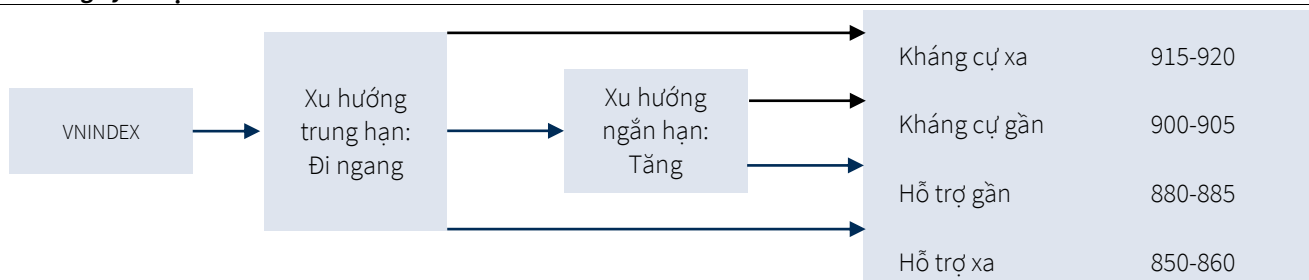 VNINDEX
Xu hướng
trung hạn:
Đi ngang
Xu hướng
ngắn hạn:
Tăng
Kháng cự xa 915-920
Kháng cự gần 900-905
Hỗ trợ gần 880-885
Hỗ trợ xa 850-860